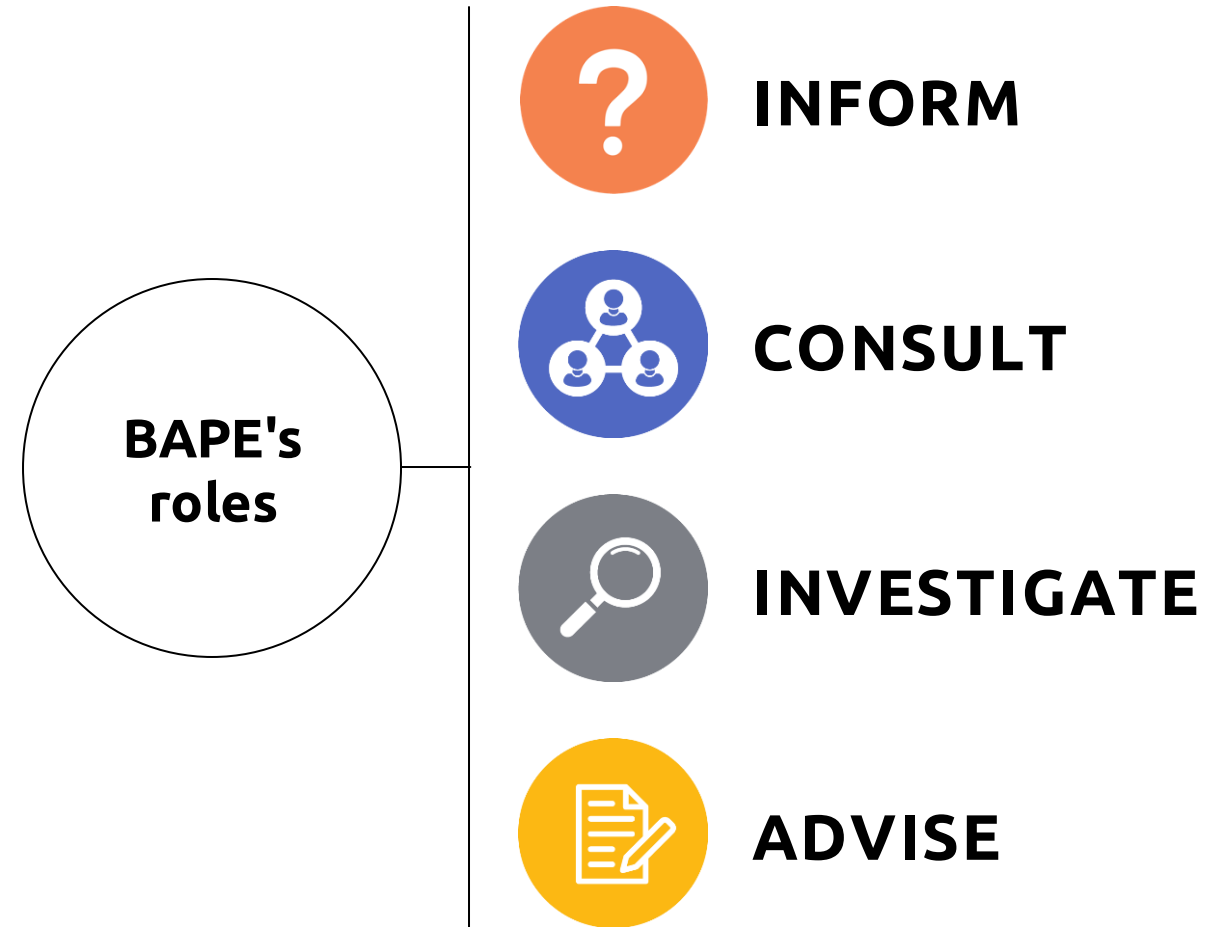 BAPE's
roles
INFORM
CONSULT
INVESTIGATE
ADVISE